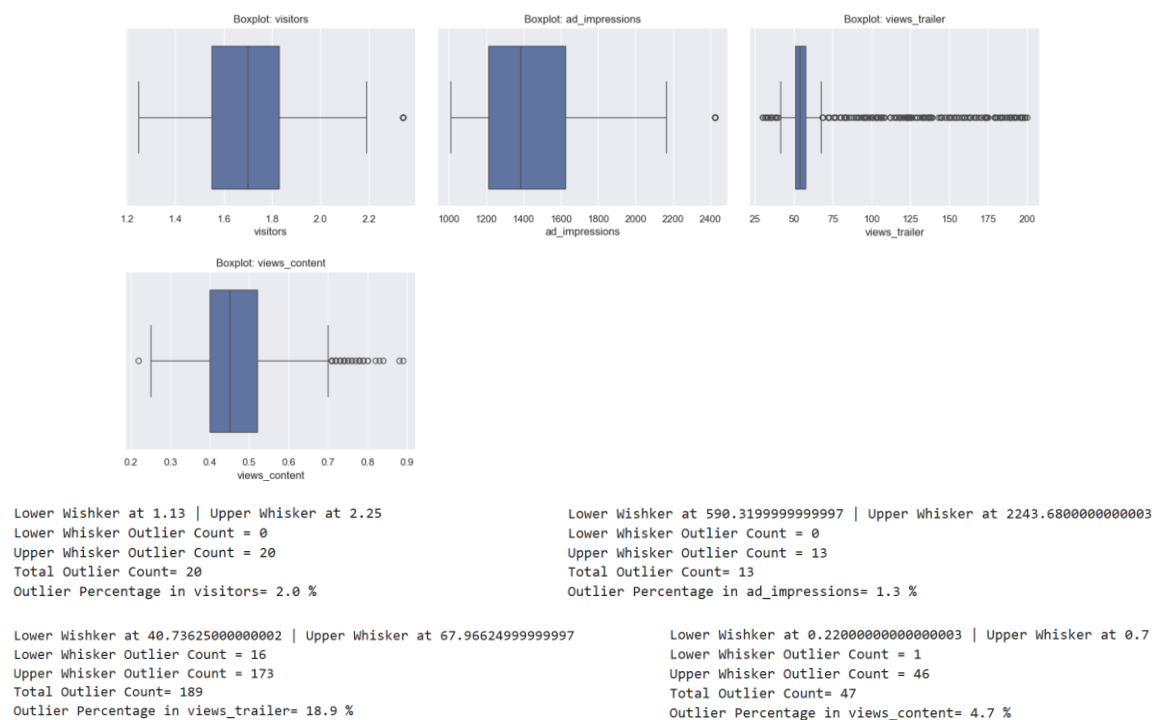 Boxplot: visitors
Boxplot: ad_impressions
Boxplot: views_trailer
1.2 1.4 1.6 1.8 2.0 2.2
visitors
1000 1200 1400 1600 1800 2000 2200 2400
ad_impressions
25 50 75 100 125 150 175 200
views_trailer
Boxplot: views_content
0.2 0.3 0.4 0.5 0.6 0.7 0.8 0.9
views_content
Lower Wishker at 1.13 | Upper Whisker at 2.25
Lower Whisker Outlier Count = 0
Upper Whisker Outlier Count = 20
Total Outlier Count= 20
Outlier Percentage in visitors= 2.0 %
Lower Wishker at 590.3199999999997 | Upper Whisker at 2243.6800000000003
Lower Whisker Outlier Count = 0
Upper Whisker Outlier Count = 13
Total Outlier Count= 13
Outlier Percentage in ad_impressions= 1.3 %
Lower Wishker at 40.73625000000002 | Upper Whisker at 67.96624999999997
Lower Whisker Outlier Count = 16
Upper Whisker Outlier Count = 173
Total Outlier Count= 189
Outlier Percentage in views_trailer= 18.9 %
Lower Wishker at 0.22000000000000003 | Upper Whisker at 0.7
Lower Whisker Outlier Count = 1
Upper Whisker Outlier Count = 46
Total Outlier Count= 47
Outlier Percentage in views_content= 4.7 %